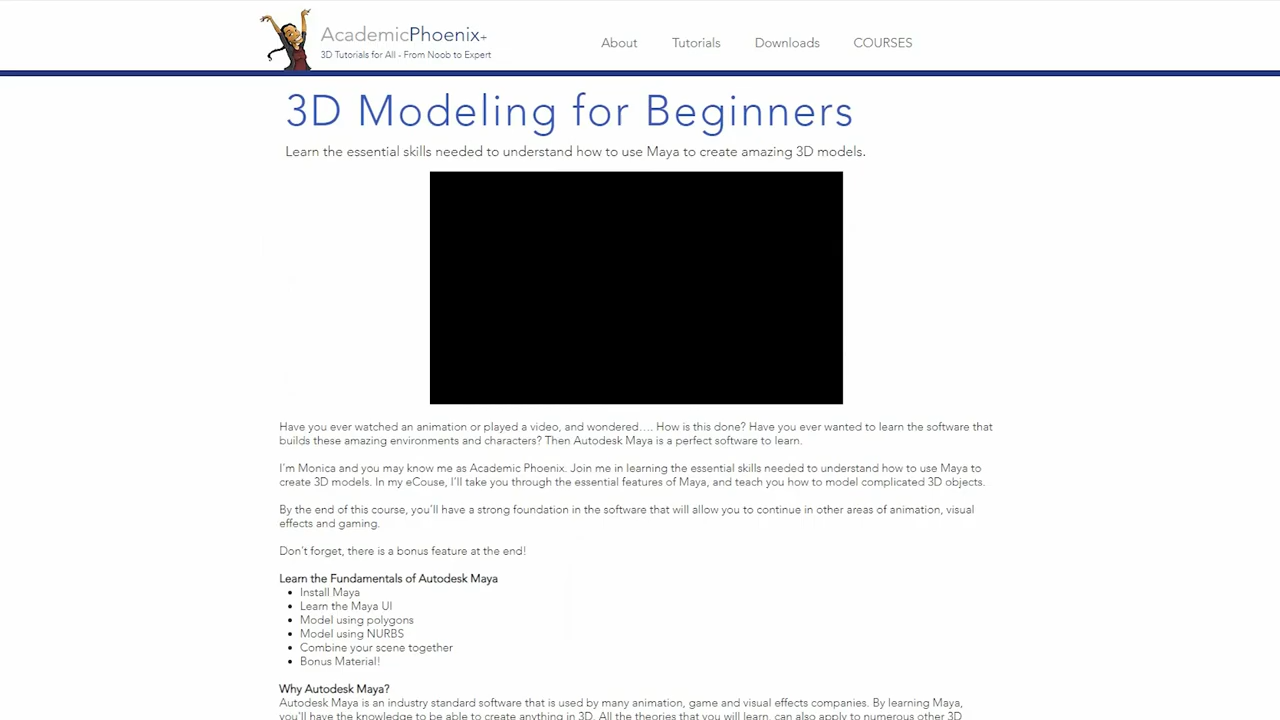 AcademicPhoenix+
3D Tutorials for All - From Noob to Expert
About Tutorials Downloads COURSES
3D Modeling for Beginners
Learn the essential skills needed to understand how to use Maya to create amazing 3D models.
Have you ever watched an animation or played a video, and wondered…. How is this done? Have you ever wanted to learn the software that
builds these amazing environments and characters? Then Autodesk Maya is a perfect software to learn.
I'm Monica and you may know me as Academic Phoenix. Join me in learning the essential skills needed to understand how to use Maya to
create 3D models. In my eCouse, I'll take you through the essential features of Maya, and teach you how to model complicated 3D objects.
By the end of this course, you'll have a strong foundation in the software that will allow you to continue in other areas of animation, visual
effects and gaming.
Don't forget, there is a bonus feature at the end!
Learn the Fundamentals of Autodesk Maya
• Install Maya
• Learn the Maya UI
• Model using polygons
• Model using NURBS
• Combine your scene together
• Bonus Material!
Why Autodesk Maya?
Autodesk Maya is an industry standard software that is used by many animation, game and visual effects companies. By learning Maya,
you'll have the knowledge to be able to create anything in 3D. All the theories that you will learn, can also apply to numerous other 3D